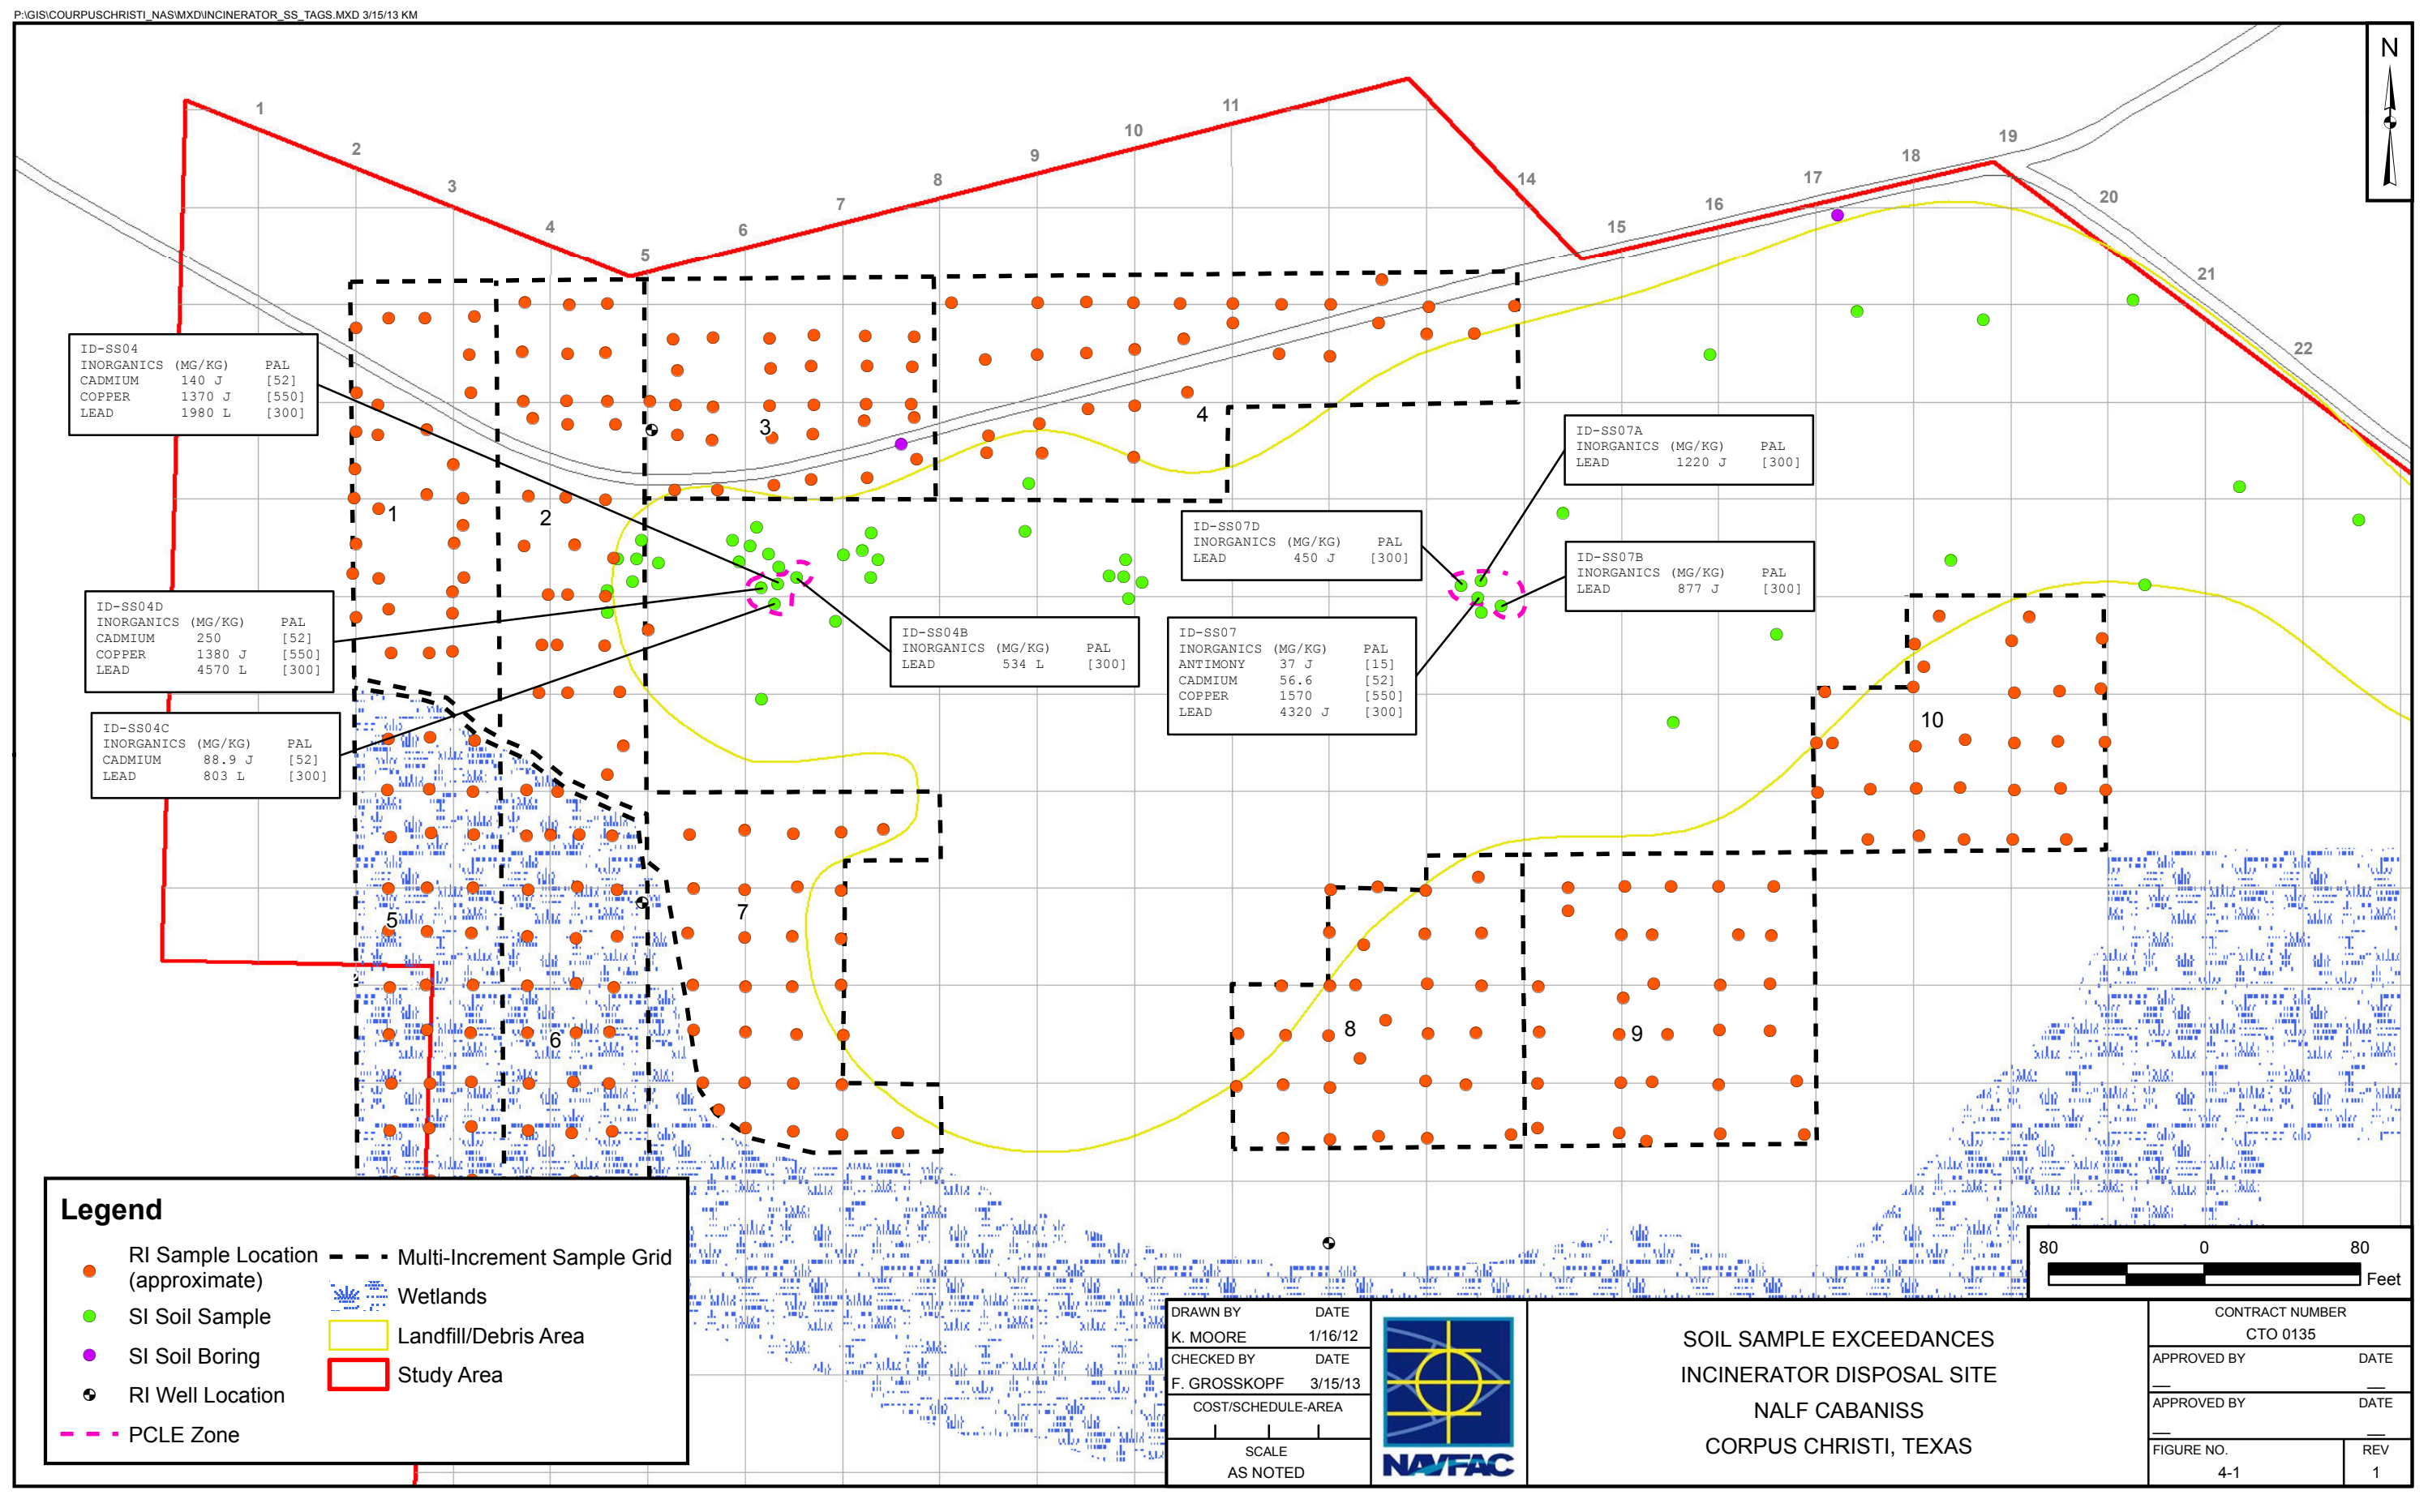 P:\GIS\COURPUSCHRISTI_NAS\MXD\INCINERATOR_SS_TAGS.MXD 3/15/13 KM
N
1
2
3
4
5
6
7
8
9
10
11
14
15
16
17
18
19
20
21
22
ID-SS04
INORGANICS (MG/KG) PAL
CADMIUM 140 J [52]
COPPER 1370 J [550]
LEAD 1980 L [300]
ID-SS04D
INORGANICS (MG/KG) PAL
CADMIUM 250 [52]
COPPER 1380 J [550]
LEAD 4570 L [300]
ID-SS04C
INORGANICS (MG/KG) PAL
CADMIUM 88.9 J [52]
LEAD 803 L [300]
ID-SS04B
INORGANICS (MG/KG) PAL
LEAD 534 L [300]
ID-SS07D
INORGANICS (MG/KG) PAL
LEAD 450 J [300]
ID-SS07
INORGANICS (MG/KG) PAL
ANTIMONY 37 J [15]
CADMIUM 56.6 [52]
COPPER 1570 [550]
LEAD 4320 J [300]
ID-SS07A
INORGANICS (MG/KG) PAL
LEAD 1220 J [300]
ID-SS07B
INORGANICS (MG/KG) PAL
LEAD 877 J [300]
1
2
3
4
5
6
7
8
9
10
Legend
RI Sample Location
(approximate)
SI Soil Sample
SI Soil Boring
RI Well Location
PCLE Zone
Multi-Increment Sample Grid
Wetlands
Landfill/Debris Area
Study Area
80 0 80
Feet
DRAWN BY DATE
K. MOORE 1/16/12
CHECKED BY DATE
F. GROSSKOPF 3/15/13
COST/SCHEDULE-AREA
SCALE
AS NOTED
NAVFAC
SOIL SAMPLE EXCEEDANCES
INCINERATOR DISPOSAL SITE
NALF CABANISS
CORPUS CHRISTI, TEXAS
CONTRACT NUMBER
CTO 0135
APPROVED BY DATE
__ __
APPROVED BY DATE
__ __
FIGURE NO. REV
4-1 1